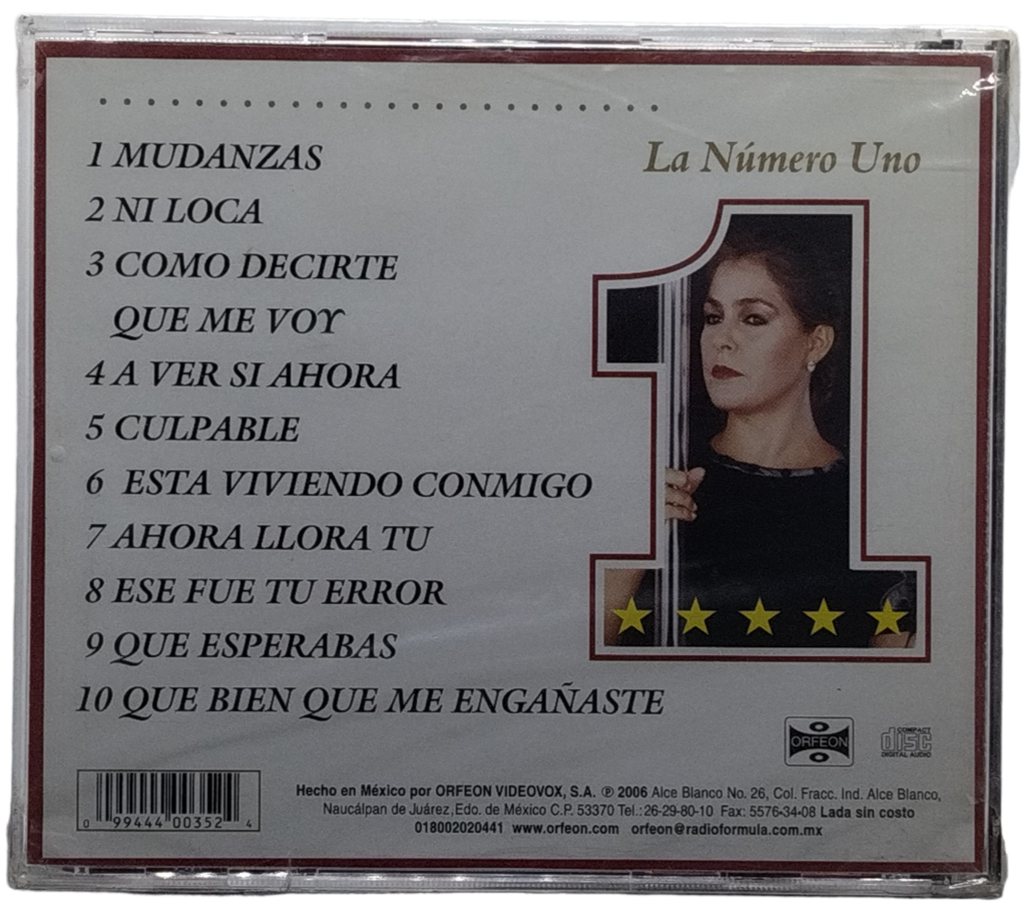 1 MUDANZAS
2 NI LOCA
3 COMO DECIRTE
QUE ME VOY
4 A VER SI AHORA
5 CULPABLE
6 ESTA VIVIENDO CONMIGO
7 AHORA LLORA TU
8 ESE FUE TU ERROR
9 QUE ESPERABAS
10 QUE BIEN QUE ME ENGAÑASTE
La Número Uno
ORFEON
COMPACT
disc
DIGITAL AUDIO
0 99444 00352 4
Hecho en México por ORFEON VIDEOVOX, S.A. ℗ 2006 Alce Blanco No. 26, Col. Fracc. Ind. Alce Blanco,
Naucálpan de Juárez, Edo. de México C.P. 53370 Tel.: 26-29-80-10 Fax: 5576-34-08 Lada sin costo
018002020441 www.orfeon.com orfeon@radioformula.com.mx